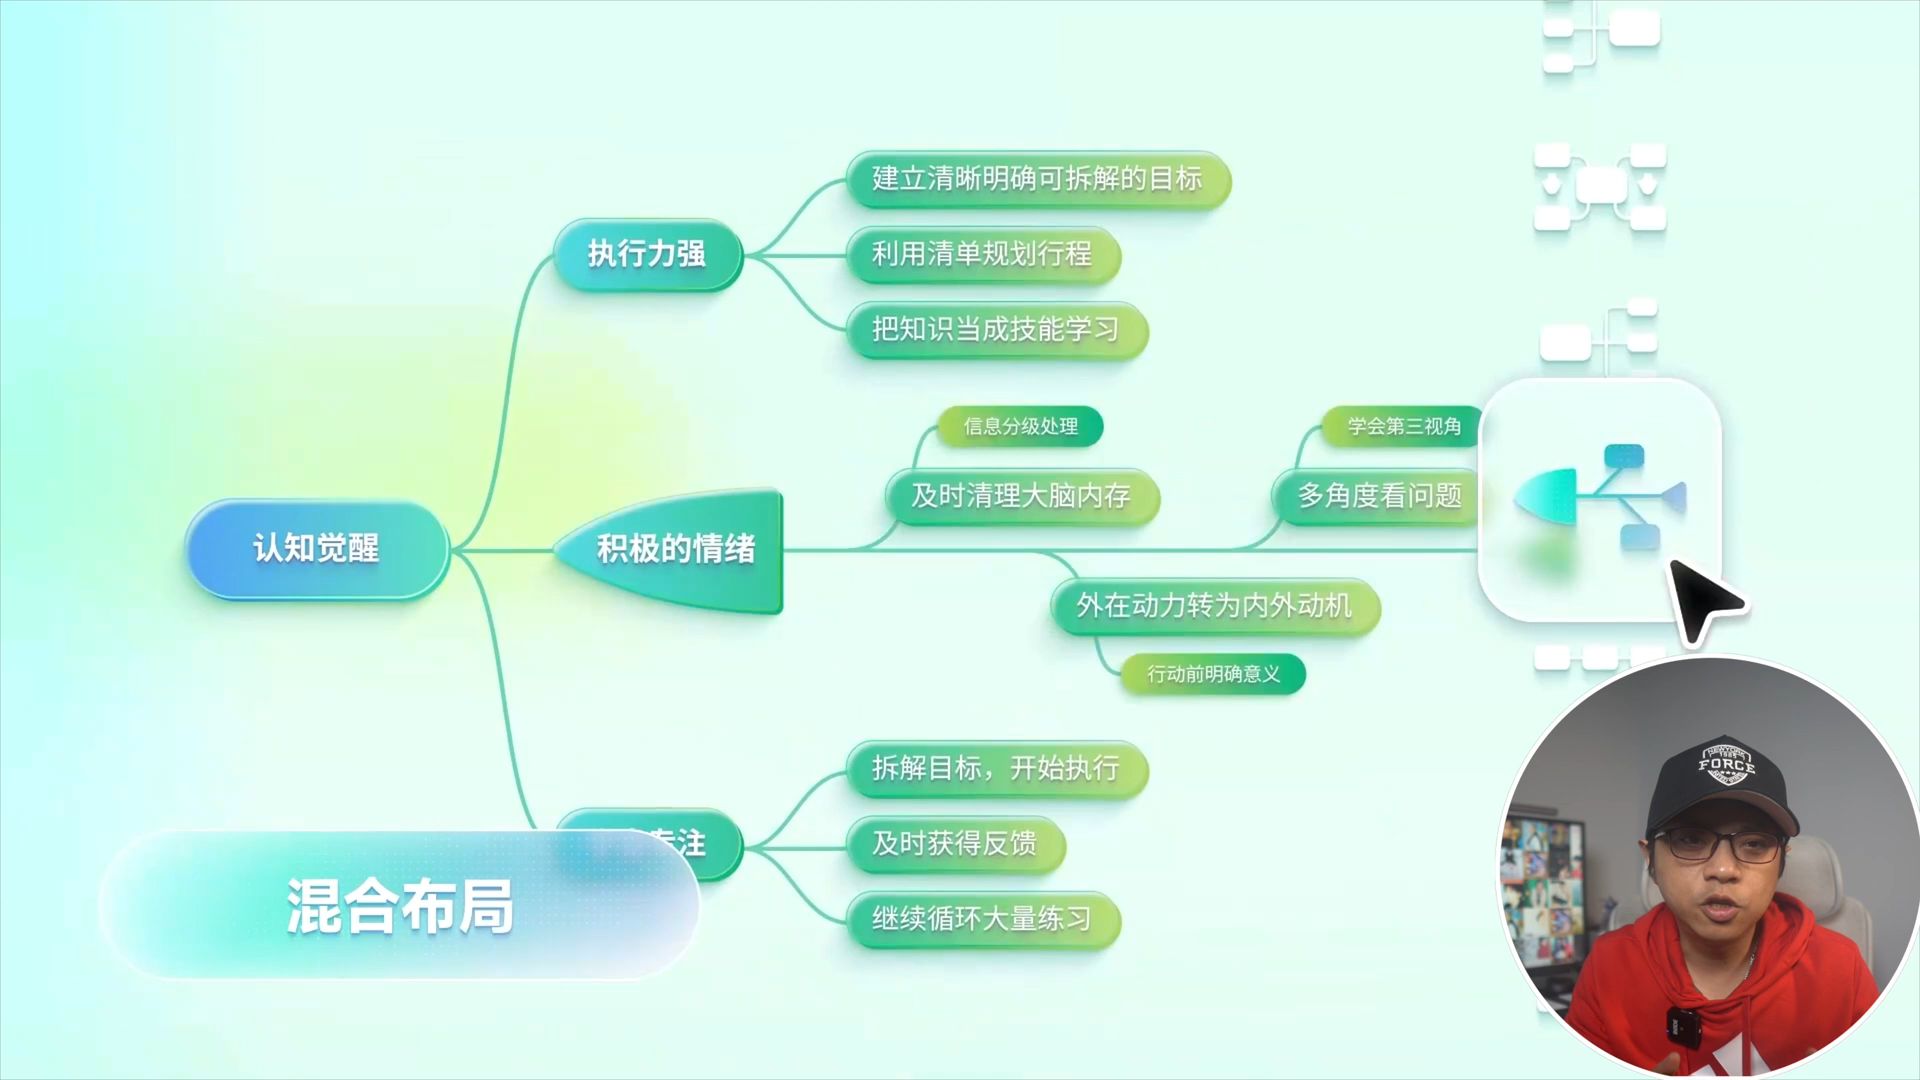 建立清晰明确可拆解的目标
执行力强
利用清单规划行程
把知识当成技能学习
信息分级处理
学会第三视角
及时清理大脑内存
多角度看问题
认知觉醒
积极的情绪
外在动力转为内外动机
行动前明确意义
拆解目标，开始执行
专注
及时获得反馈
混合布局
继续循环大量练习
FORCE